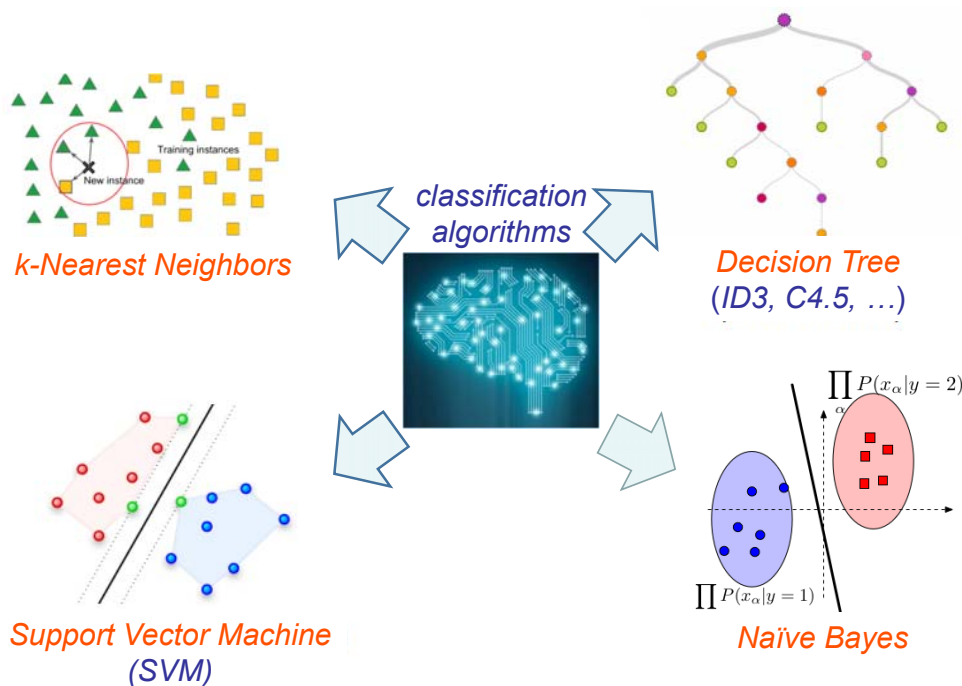 classification
algorithms
Training instances
New instance
k-Nearest Neighbors
Decision Tree
(ID3, C4.5, …)
∏α P(xα|y = 2)
∏ P(xα|y = 1)
Support Vector Machine
(SVM)
Naïve Bayes